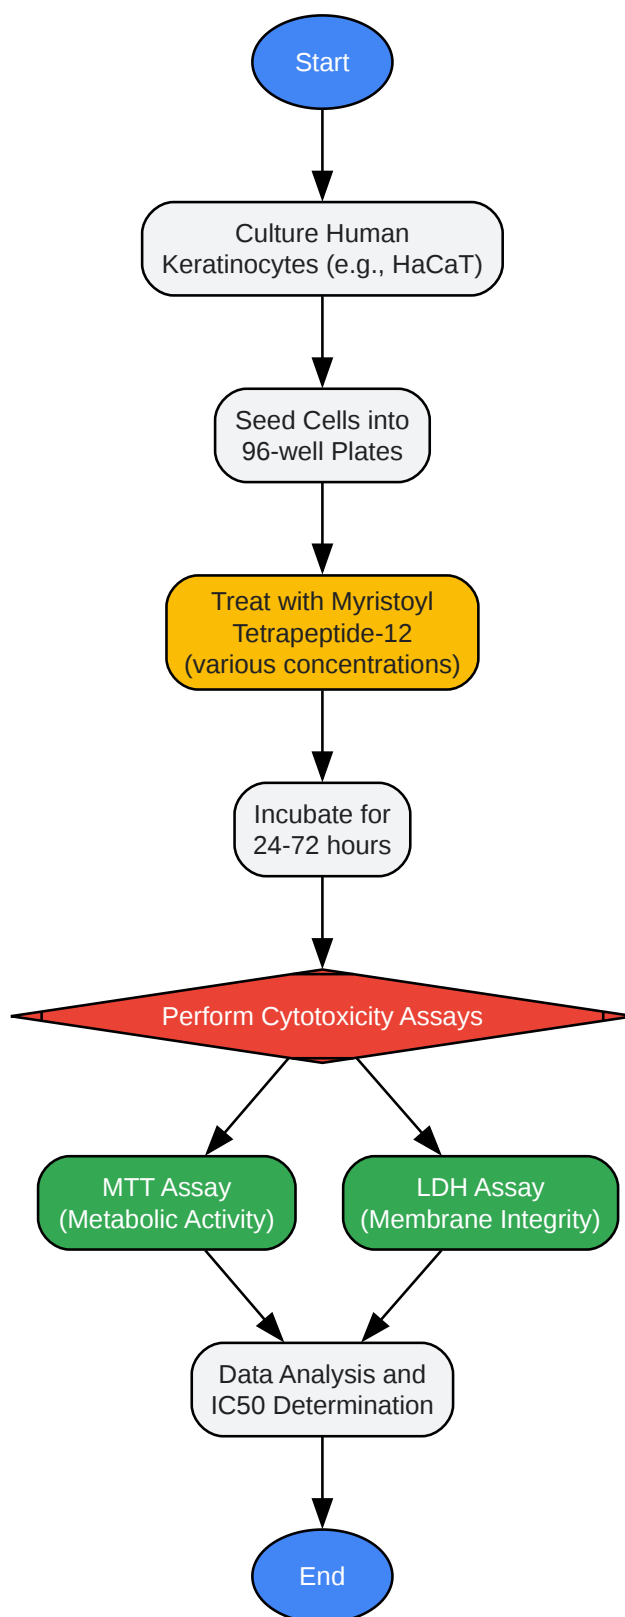 Start
Culture Human
Keratinocytes (e.g., HaCaT)
Seed Cells into
96-well Plates
Treat with Myristoyl
Tetrapeptide-12
(various concentrations)
Incubate for
24-72 hours
Perform Cytotoxicity Assays
MTT Assay
(Metabolic Activity)
LDH Assay
(Membrane Integrity)
Data Analysis and
IC50 Determination
End